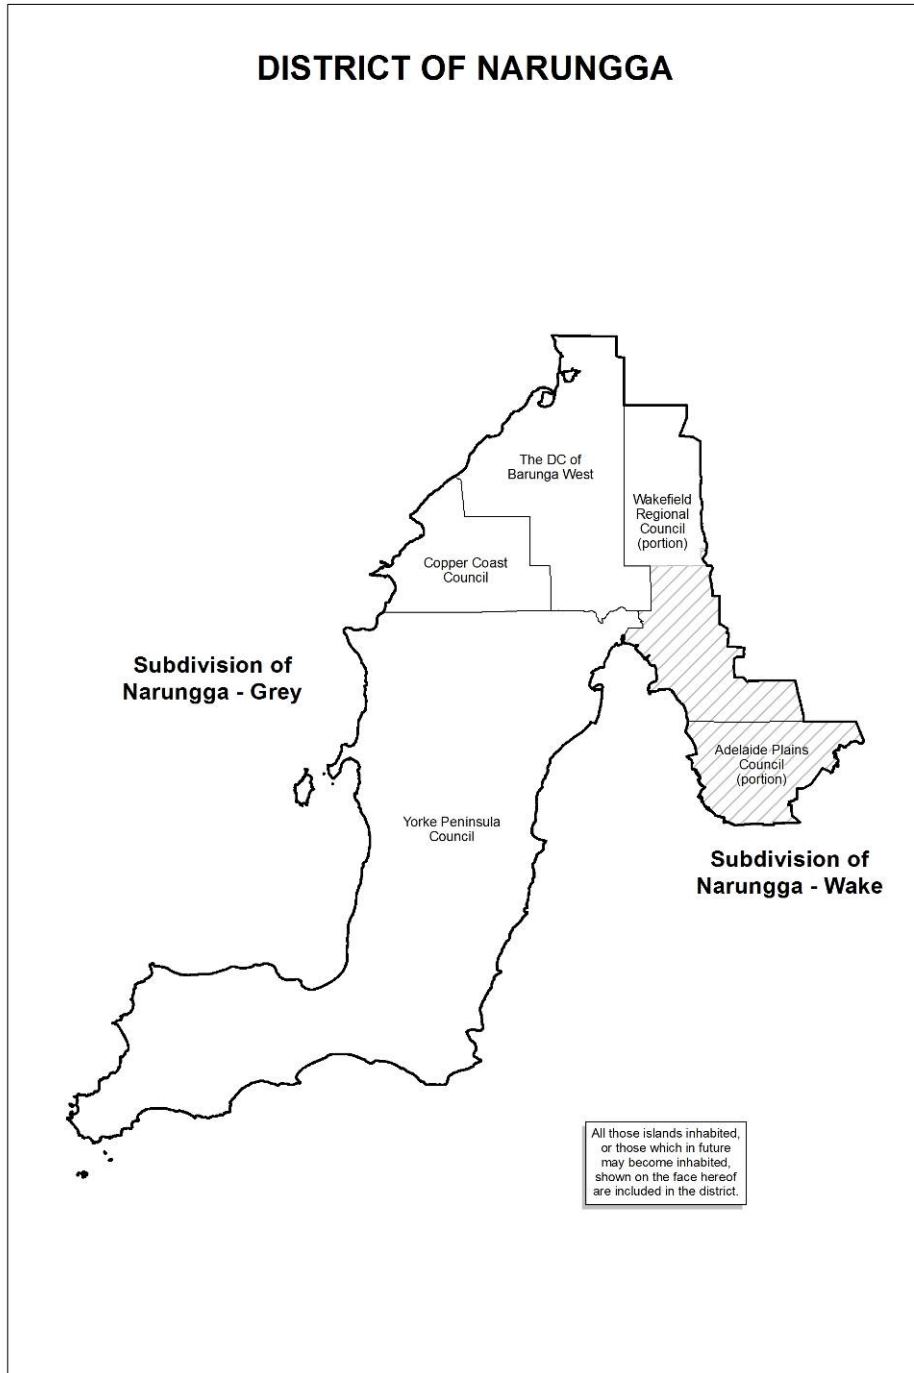 DISTRICT OF NARUNGGA
The DC of
Barunga West
Wakefield
Regional
Council
(portion)
Copper Coast
Council
Subdivision of
Narungga - Grey
Adelaide Plains
Council
(portion)
Yorke Peninsula
Council
Subdivision of
Narungga - Wake
All those islands inhabited,
or those which in future
may become inhabited,
shown on the face hereof
are included in the district.